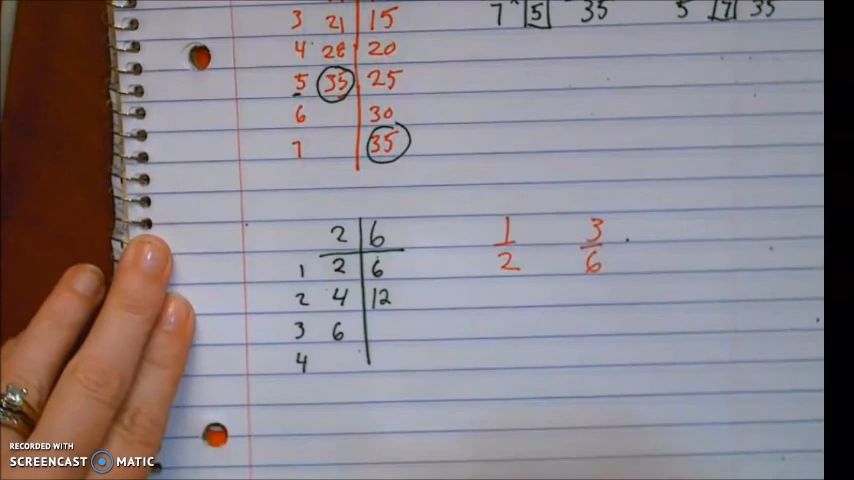 3 21 15
4 28 20
5 35 25
6 30
7 35
7 × 5 35
5 7 35
2 6
1 2 6
2 4 12
3 6
4
1 3
2 6
RECORDED WITH
SCREENCAST MATIC